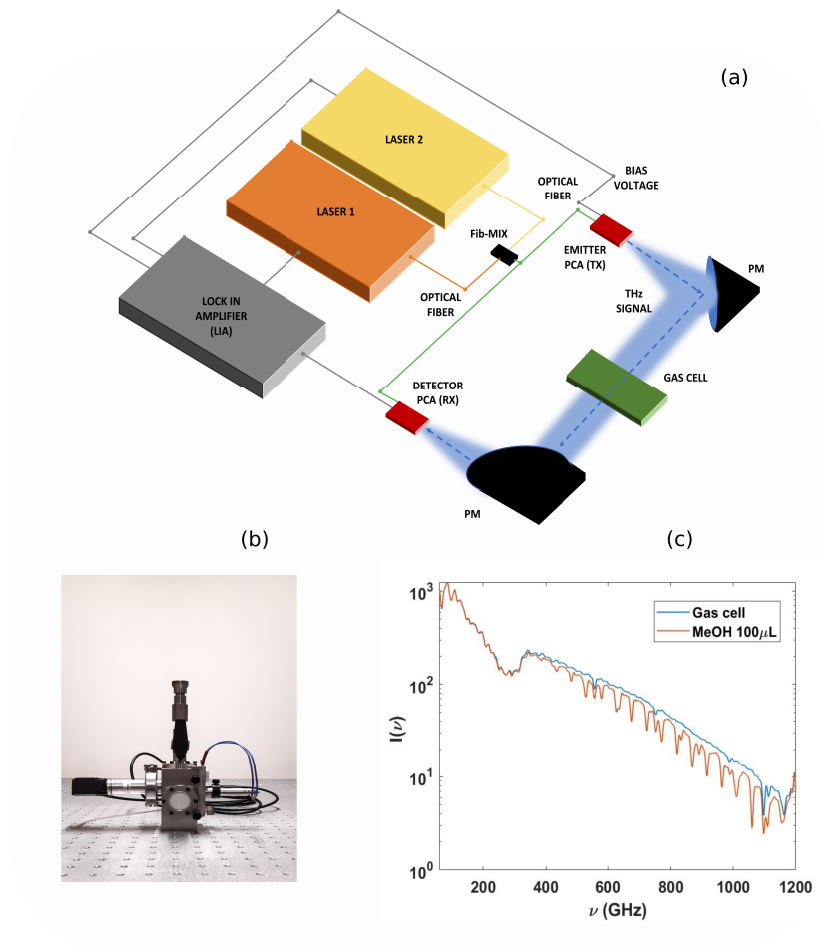 (a)
LASER 2
LASER 1
LOCK IN
AMPLIFIER
(LIA)
Fib-MIX
OPTICAL
FIBER
OPTICAL
FIBER
BIAS
VOLTAGE
EMITTER
PCA (TX)
PM
THz
SIGNAL
GAS CELL
DETECTOR
PCA (RX)
PM
(b)
(c)
10³
10²
10¹
10⁰
I(ν)
Gas cell
MeOH 100μL
200
400
600
800
1000
1200
ν (GHz)